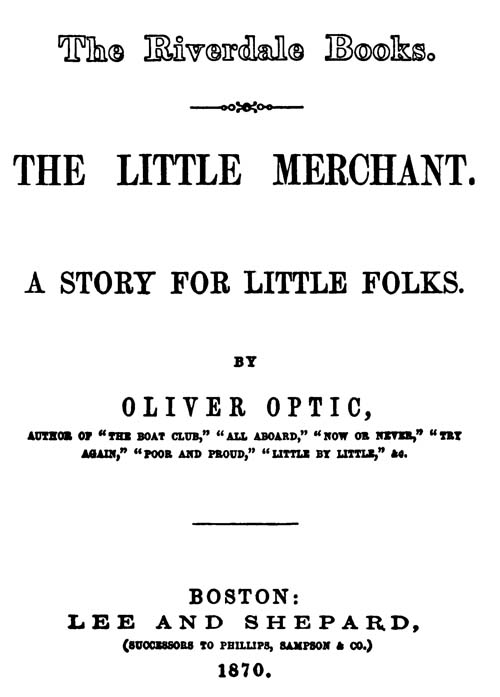 The Riverdale Books.
THE LITTLE MERCHANT.
A STORY FOR LITTLE FOLKS.
BY
OLIVER OPTIC,
AUTHOR OF "THE BOAT CLUB," "ALL ABOARD," "NOW OR NEVER," "TRY
AGAIN," "POOR AND PROUD," "LITTLE BY LITTLE," &C.
BOSTON:
LEE AND SHEPARD,
(SUCCESSORS TO PHILLIPS, SAMPSON & CO.)
1870.